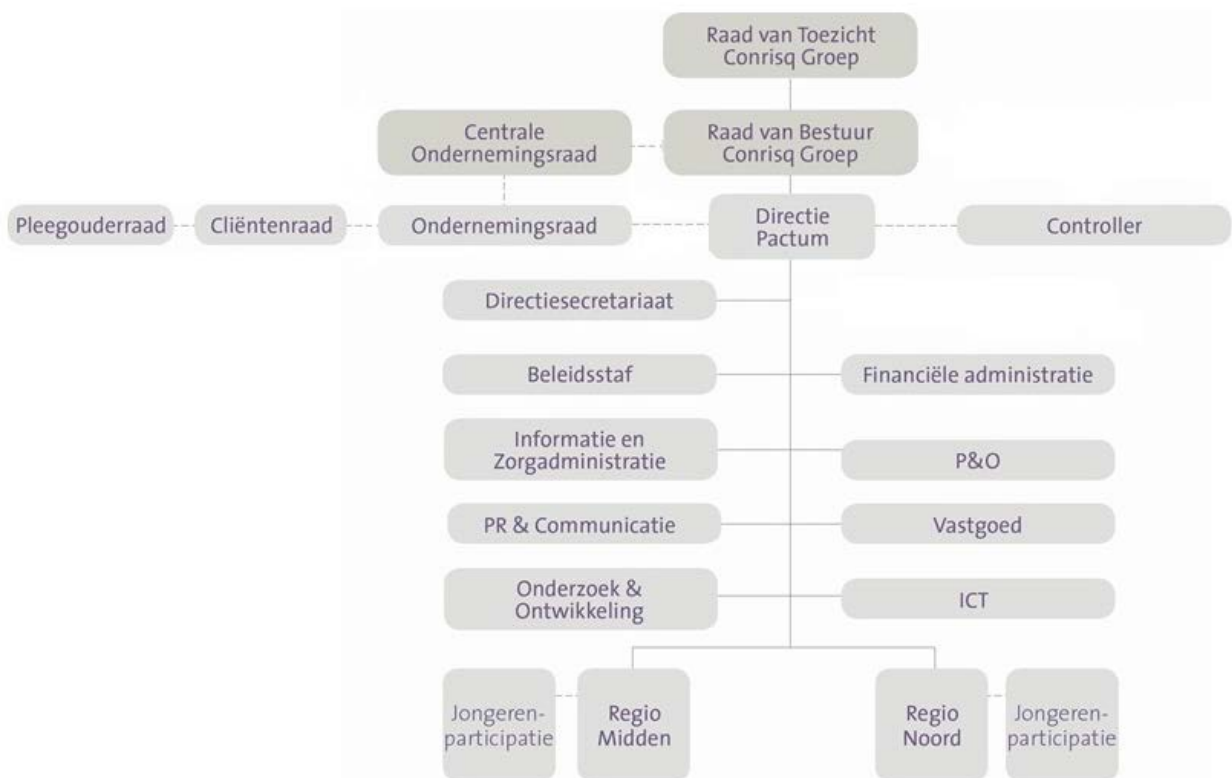 Raad van Toezicht
Conrisq Groep
Centrale
Ondernemingsraad
Raad van Bestuur
Conrisq Groep
Pleegouderraad
Cliëntenraad
Ondernemingsraad
Directie
Pactum
Controller
Directiesecretariaat
Beleidsstaf
Financiële administratie
Informatie en
Zorgadministratie
P&O
PR & Communicatie
Vastgoed
Onderzoek &
Ontwikkeling
ICT
Jongeren-
participatie
Regio
Midden
Regio
Noord
Jongeren-
participatie